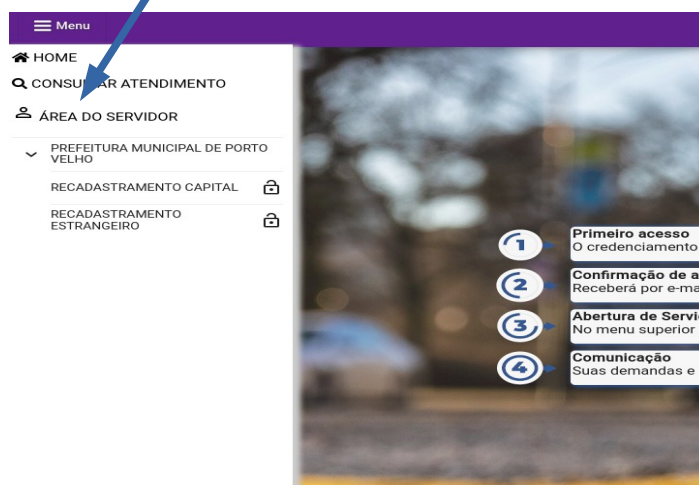 Menu
HOME
CONSULTAR ATENDIMENTO
ÁREA DO SERVIDOR
PREFEITURA MUNICIPAL DE PORTO
VELHO
RECADASTRAMENTO CAPITAL
RECADASTRAMENTO
ESTRANGEIRO
1
Primeiro acesso
O credenciamento
2
Confirmação de a
Receberá por e-ma
3
Abertura de Servi
No menu superior
4
Comunicação
Suas demandas e